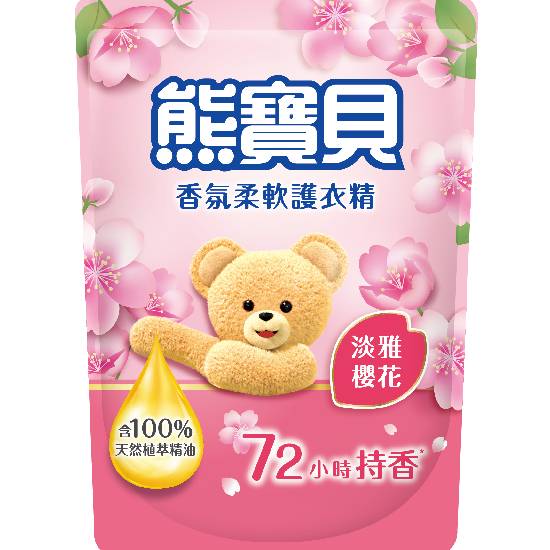 熊寶貝
香氛柔軟護衣精
淡雅
櫻花
含100%
天然植萃精油
72小時持香*